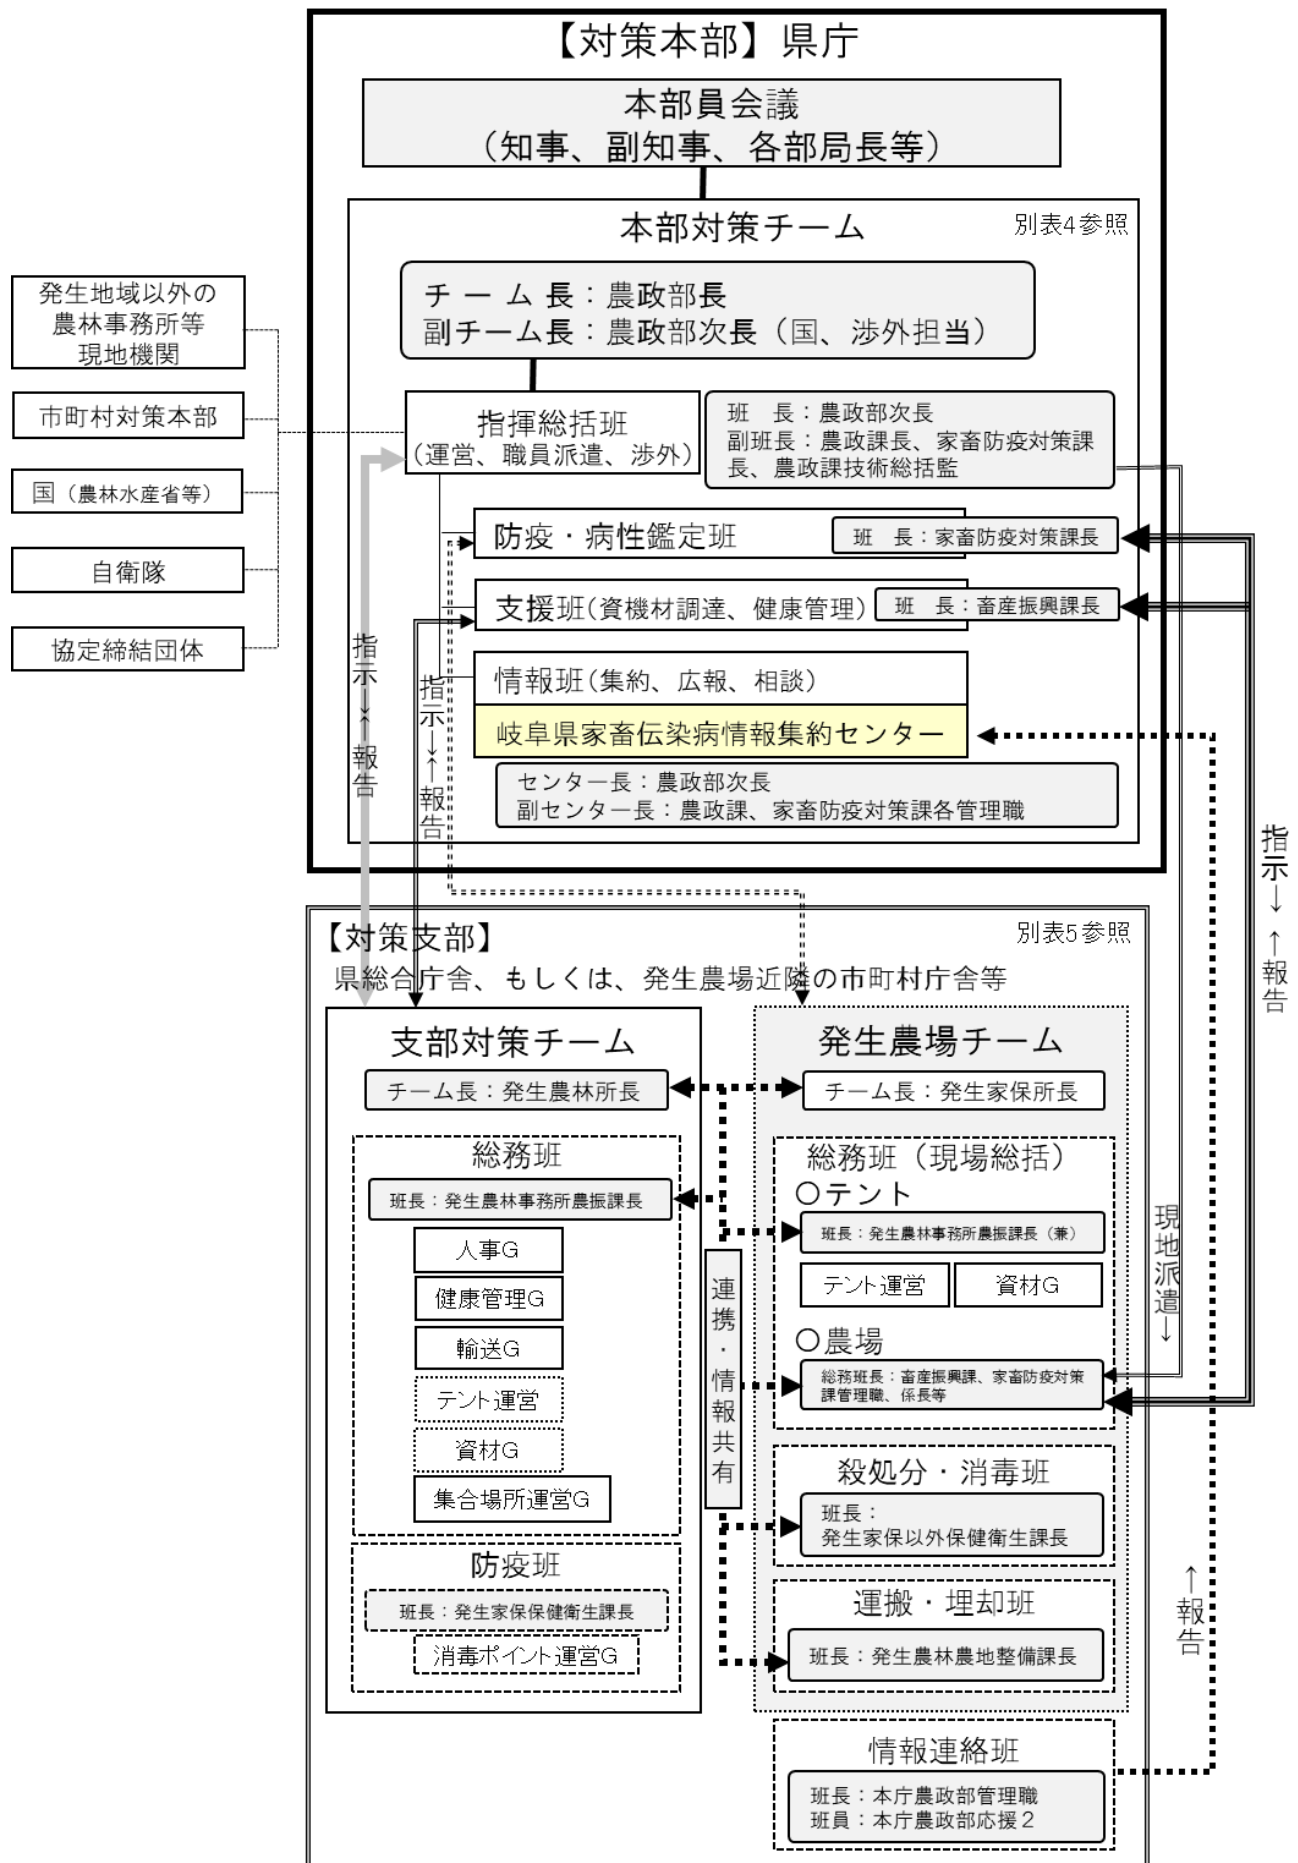 【対策本部】県庁
本部員会議
（知事、副知事、各部局長等）
本部対策チーム
別表4参照
チ ー ム 長：農政部長
副チーム長：農政部次長（国、渉外担当）
発生地域以外の
農林事務所等
現地機関
市町村対策本部
国（農林水産省等）
自衛隊
協定締結団体
指揮総括班
（運営、職員派遣、渉外）
班　長：農政部次長
副班長：農政課長、家畜防疫対策課
長、農政課技術総括監
防疫・病性鑑定班
班　長：家畜防疫対策課長
支援班（資機材調達、健康管理）
班　長：畜産振興課長
情報班（集約、広報、相談）
岐阜県家畜伝染病情報集約センター
センター長：農政部次長
副センター長：農政課、家畜防疫対策課各管理職
指示→←報告
指示→←報告
指示→ ←報告
【対策支部】
別表5参照
県総合庁舎、もしくは、発生農場近隣の市町村庁舎等
支部対策チーム
チーム長：発生農林所長
総務班
班長：発生農林事務所農振課長
人事G
健康管理G
輸送G
テント運営
資材G
集合場所運営G
防疫班
班長：発生家保保健衛生課長
消毒ポイント運営G
連携・情報共有
発生農場チーム
チーム長：発生家保所長
総務班（現場総括）
〇テント
班長：発生農林事務所農振課長（兼）
テント運営
資材G
〇農場
総務班長：畜産振興課、家畜防疫対策
課管理職、係長等
殺処分・消毒班
班長：
発生家保以外保健衛生課長
運搬・埋却班
班長：発生農林農地整備課長
情報連絡班
班長：本庁農政部管理職
班員：本庁農政部応援２
現地派遣→
←報告